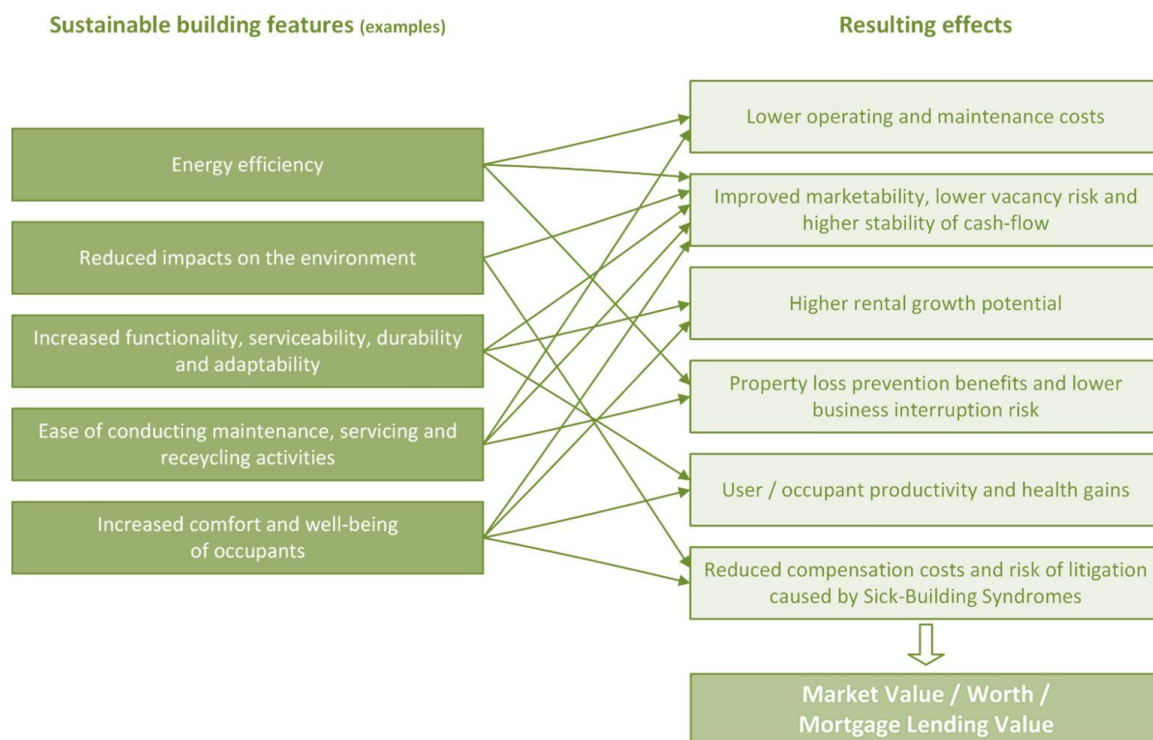 Sustainable building features (examples)
Resulting effects
Energy efficiency
Reduced impacts on the environment
Increased functionality, serviceability, durability
and adaptability
Ease of conducting maintenance, servicing and
receycling activities
Increased comfort and well-being
of occupants
Lower operating and maintenance costs
Improved marketability, lower vacancy risk and
higher stability of cash-flow
Higher rental growth potential
Property loss prevention benefits and lower
business interruption risk
User / occupant productivity and health gains
Reduced compensation costs and risk of litigation
caused by Sick-Building Syndromes
Market Value / Worth /
Mortgage Lending Value